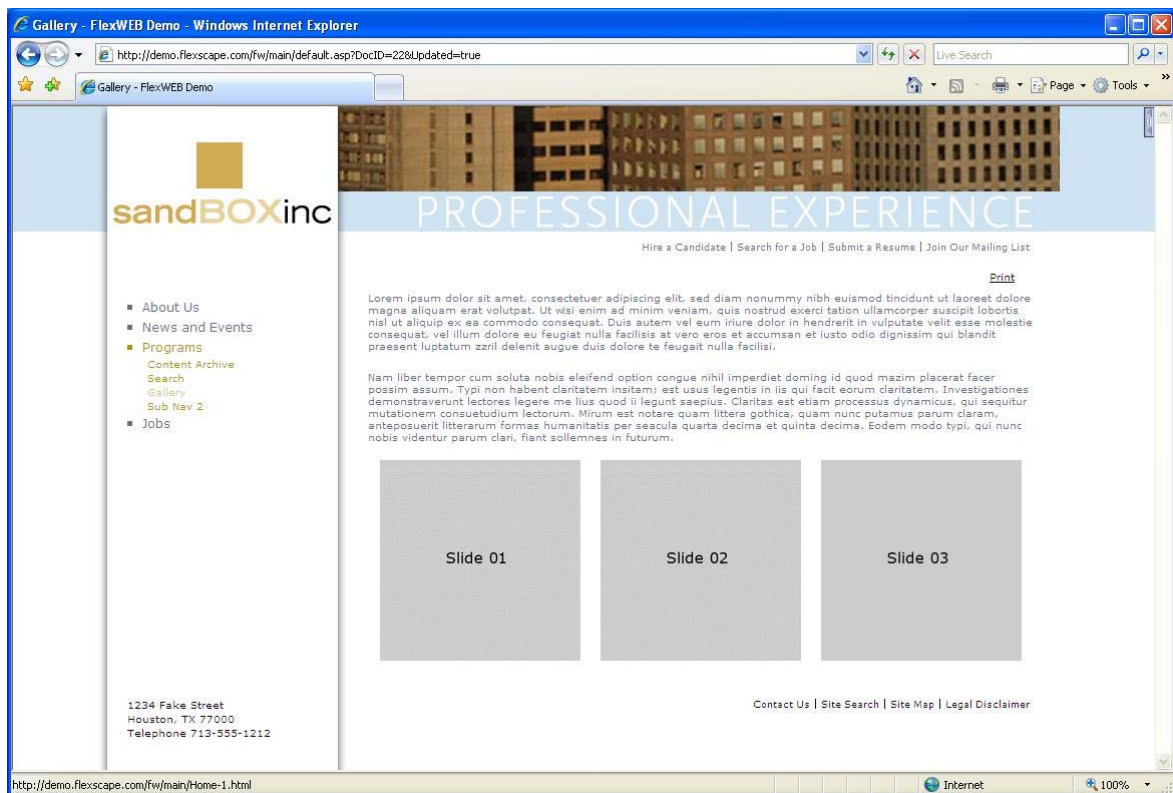 Gallery - FlexWEB Demo - Windows Internet Explorer
http://demo.flexscape.com/fw/main/default.asp?DocID=22&Updated=true
Live Search
Gallery - FlexWEB Demo
Page
Tools
»
sandBOXinc
PROFESSIONAL EXPERIENCE
Hire a Candidate | Search for a Job | Submit a Resume | Join Our Mailing List
Print
About Us
News and Events
Programs
Content Archive
Search
Gallery
Sub Nav 2
Jobs
Lorem ipsum dolor sit amet, consectetuer adipiscing elit, sed diam nonummy nibh euismod tincidunt ut laoreet dolore
magna aliquam erat volutpat. Ut wisi enim ad minim veniam, quis nostrud exerci tation ullamcorper suscipit lobortis
nisl ut aliquip ex ea commodo consequat. Duis autem vel eum iriure dolor in hendrerit in vulputate velit esse molestie
consequat, vel illum dolore eu feugiat nulla facilisis at vero eros et accumsan et iusto odio dignissim qui blandit
praesent luptatum zzril delenit augue duis dolore te feugait nulla facilisi.
Nam liber tempor cum soluta nobis eleifend option congue nihil imperdiet doming id quod mazim placerat facer
possim assum. Typi non habent claritatem insitam; est usus legentis in iis qui facit eorum claritatem. Investigationes
demonstraverunt lectores legere me lius quod ii legunt saepius. Claritas est etiam processus dynamicus, qui sequitur
mutationem consuetudium lectorum. Mirum est notare quam littera gothica, quam nunc putamus parum claram,
anteposuerit litterarum formas humanitatis per seacula quarta decima et quinta decima. Eodem modo typi, qui nunc
nobis videntur parum clari, fiant sollemnes in futurum.
Slide 01
Slide 02
Slide 03
1234 Fake Street
Houston, TX 77000
Telephone 713-555-1212
Contact Us | Site Search | Site Map | Legal Disclaimer
http://demo.flexscape.com/fw/main/Home-1.html
Internet
100%